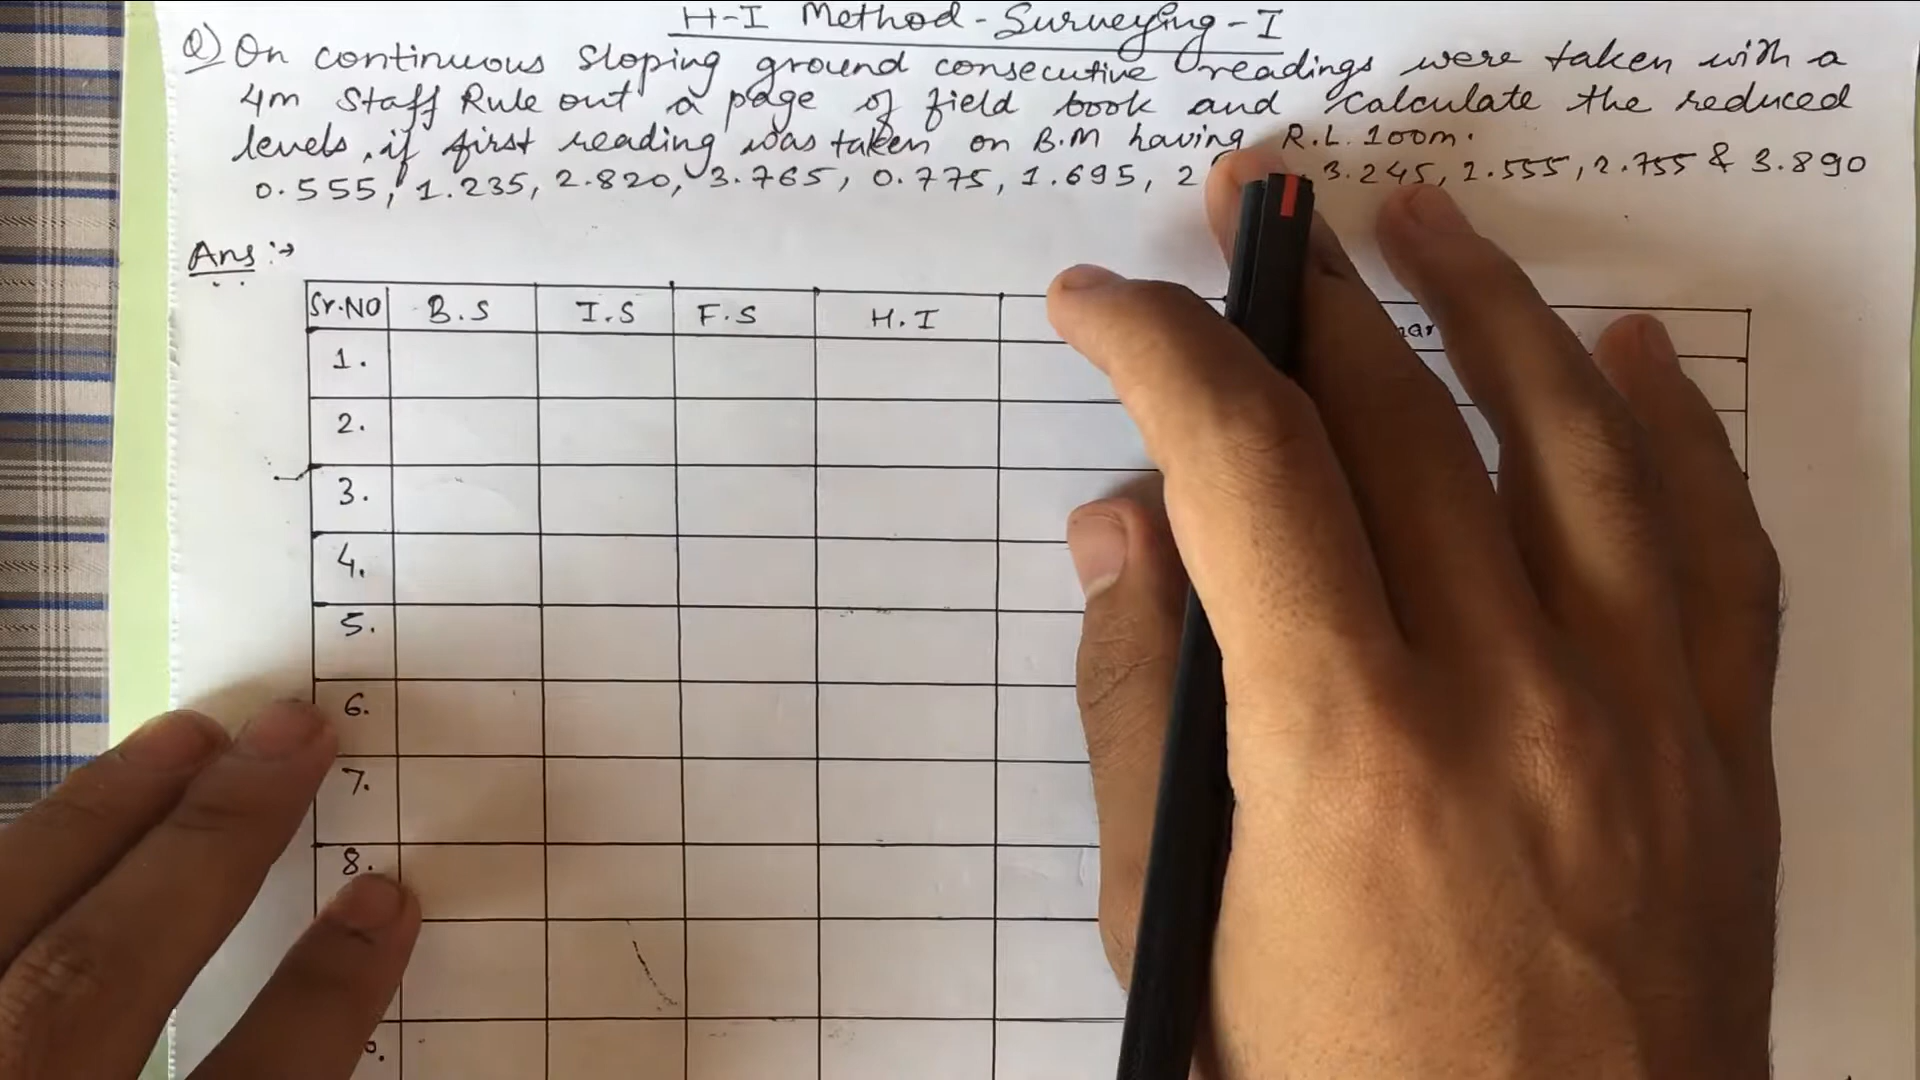 H-I Method - Surveying - I
Q) On continuous sloping ground consecutive readings were taken with a
4m Staff Rule out a page of field book and calculate the reduced
levels, if first reading was taken on B.M having R.L. 100m.
0.555, 1.235, 2.820, 3.765, 0.775, 1.695, 2 3.245, 2.555, 2.755 & 3.890
Ans :→
Sr.NO B.S I.S F.S H.I
1.
2.
3.
4.
5.
6.
7.
8.